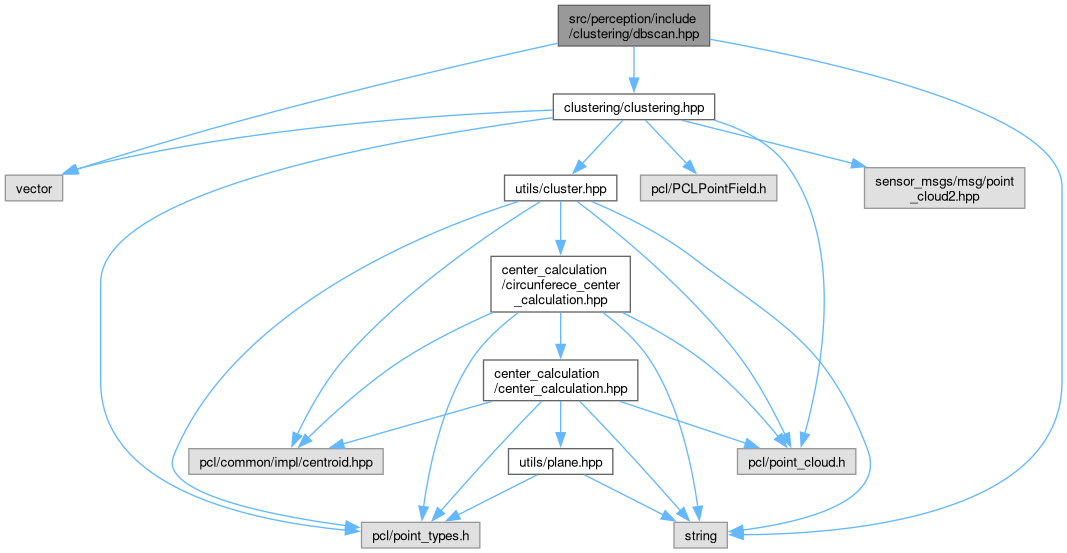 src/perception/include
/clustering/dbscan.hpp
clustering/clustering.hpp
vector
utils/cluster.hpp
pcl/PCLPointField.h
sensor_msgs/msg/point
_cloud2.hpp
center_calculation
/circunferece_center
_calculation.hpp
center_calculation
/center_calculation.hpp
pcl/common/impl/centroid.hpp
utils/plane.hpp
pcl/point_cloud.h
pcl/point_types.h
string